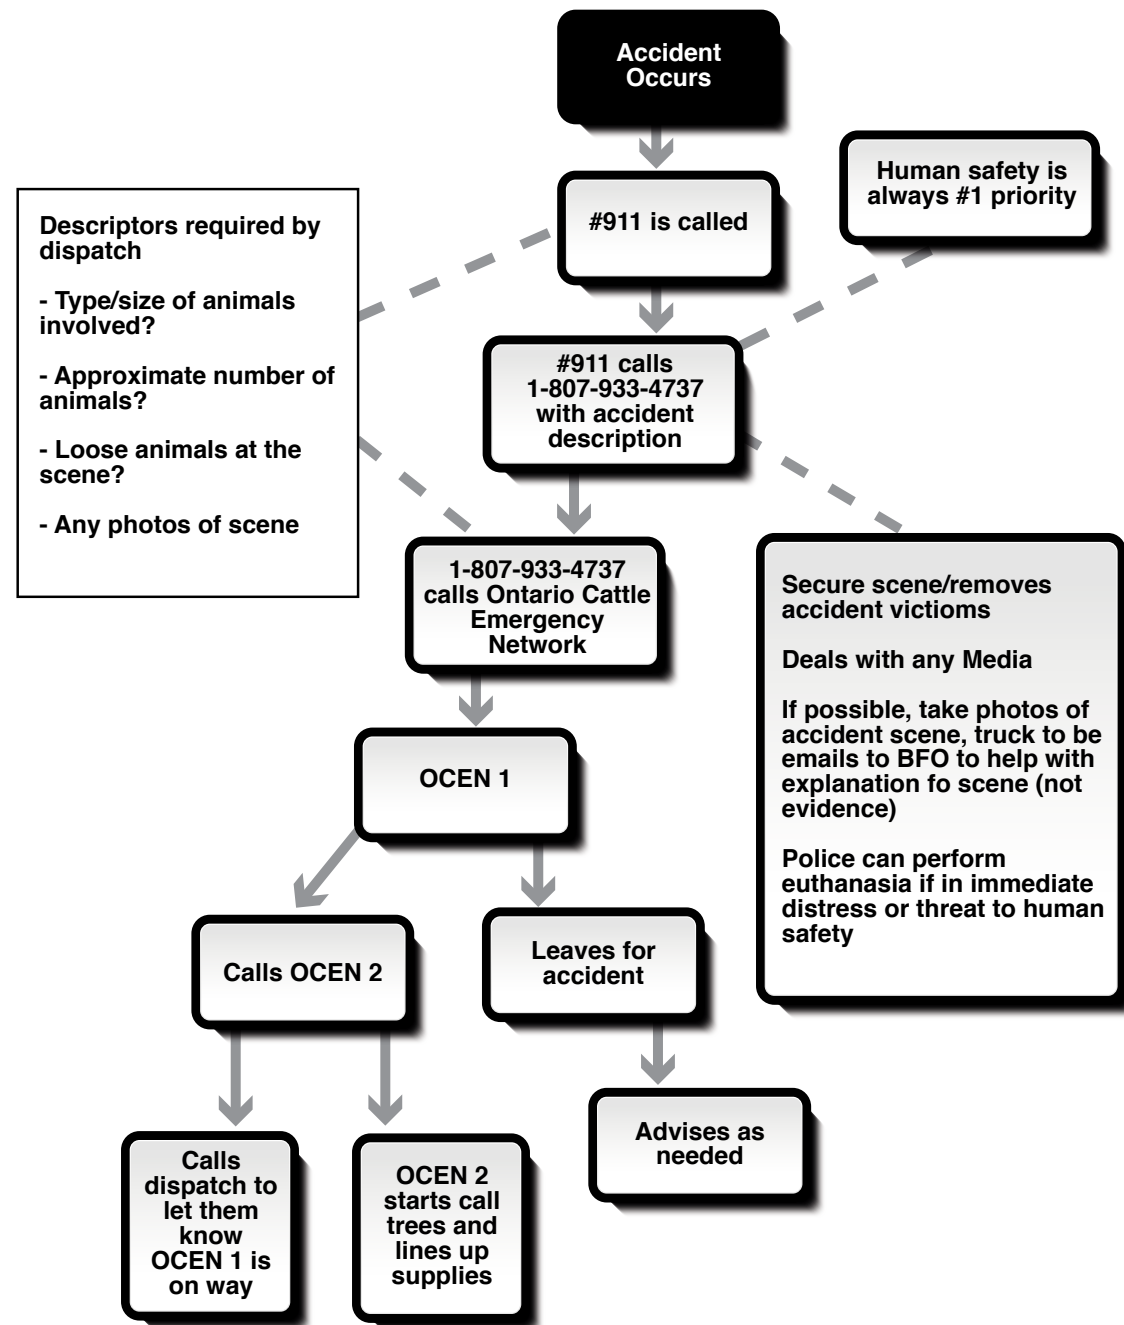 Accident
Occurs
Human safety is
always #1 priority
#911 is called
Descriptors required by
dispatch
- Type/size of animals
involved?
- Approximate number of
animals?
- Loose animals at the
scene?
- Any photos of scene
#911 calls
1-807-933-4737
with accident
description
1-807-933-4737
calls Ontario Cattle
Emergency
Network
Secure scene/removes
accident victioms
Deals with any Media
If possible, take photos of
accident scene, truck to be
emails to BFO to help with
explanation fo scene (not
evidence)
Police can perform
euthanasia if in immediate
distress or threat to human
safety
OCEN 1
Calls OCEN 2
Leaves for
accident
Advises as
needed
Calls
dispatch to
let them
know
OCEN 1 is
on way
OCEN 2
starts call
trees and
lines up
supplies